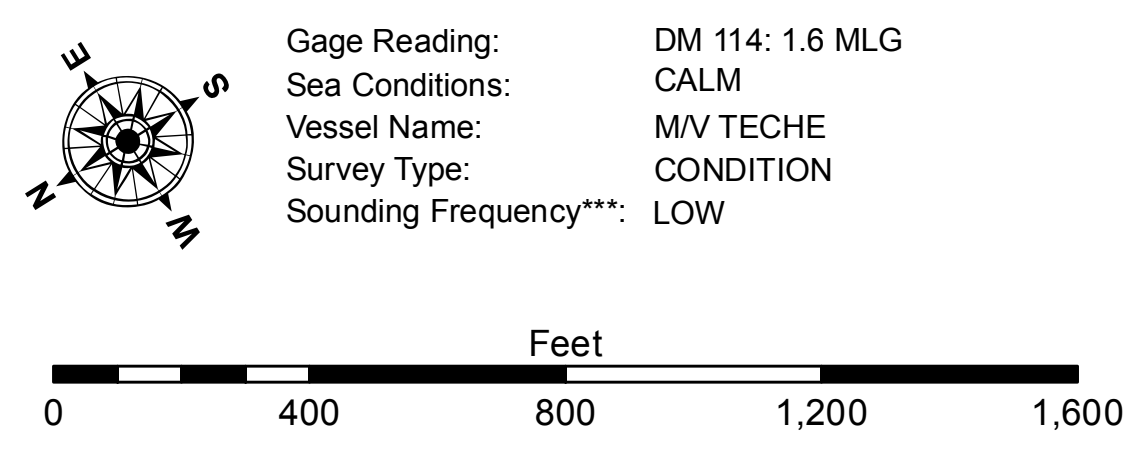 E
S
N
W
Gage Reading: DM 114: 1.6 MLG
Sea Conditions: CALM
Vessel Name: M/V TECHE
Survey Type: CONDITION
Sounding Frequency***: LOW
Feet
0 400 800 1,200 1,600